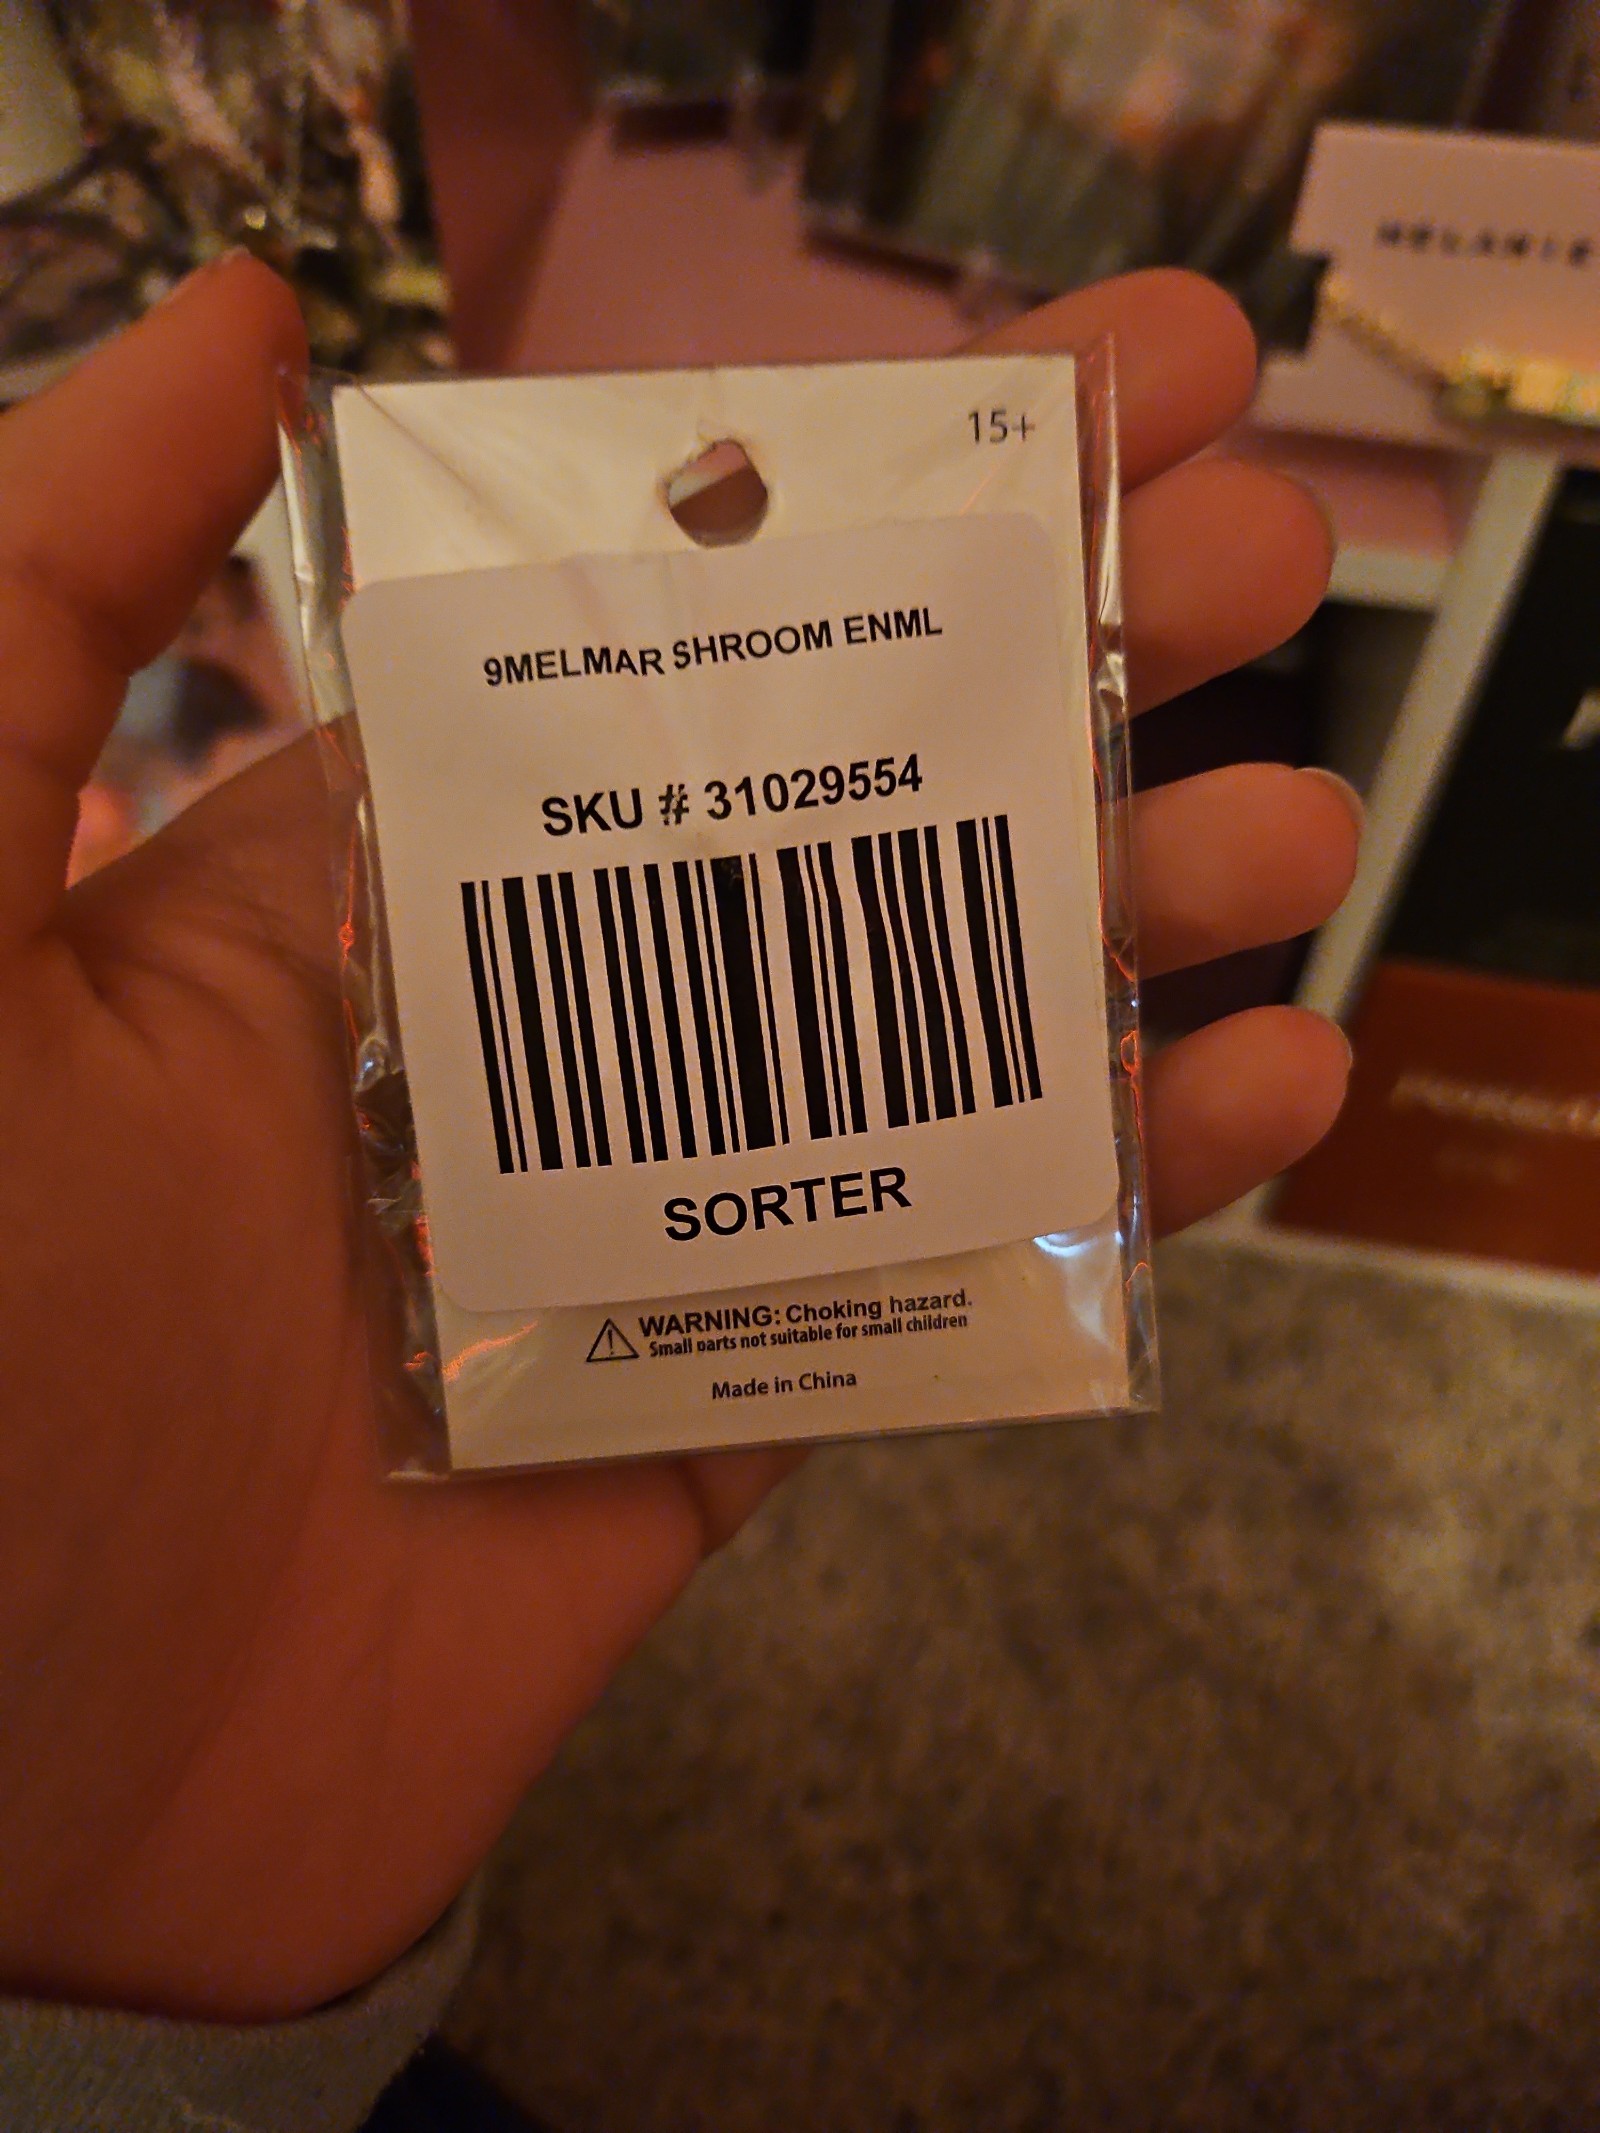 15+
9MELMAR SHROOM ENML
SKU # 31029554
SORTER
WARNING: Choking hazard.
Small parts not suitable for small children
Made in China
MELANIE